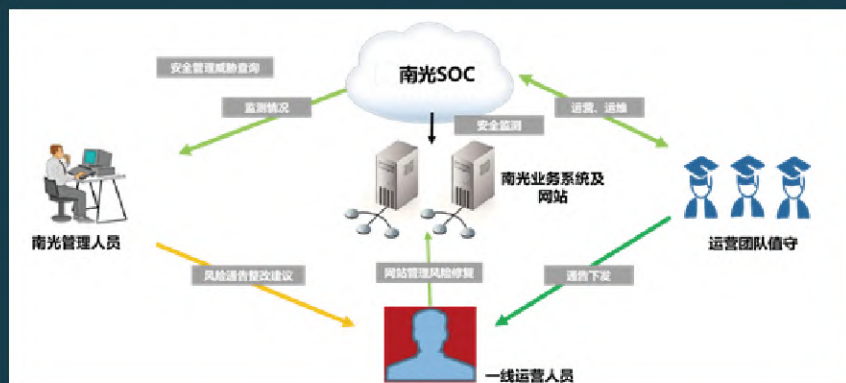 南光SOC
安全管理威胁查询
监测情况
运营、运维
安全监测
南光业务系统及
网站
南光管理人员
运营团队值守
风险通告整改建议
网站管理风险修复
通告下发
一线运营人员